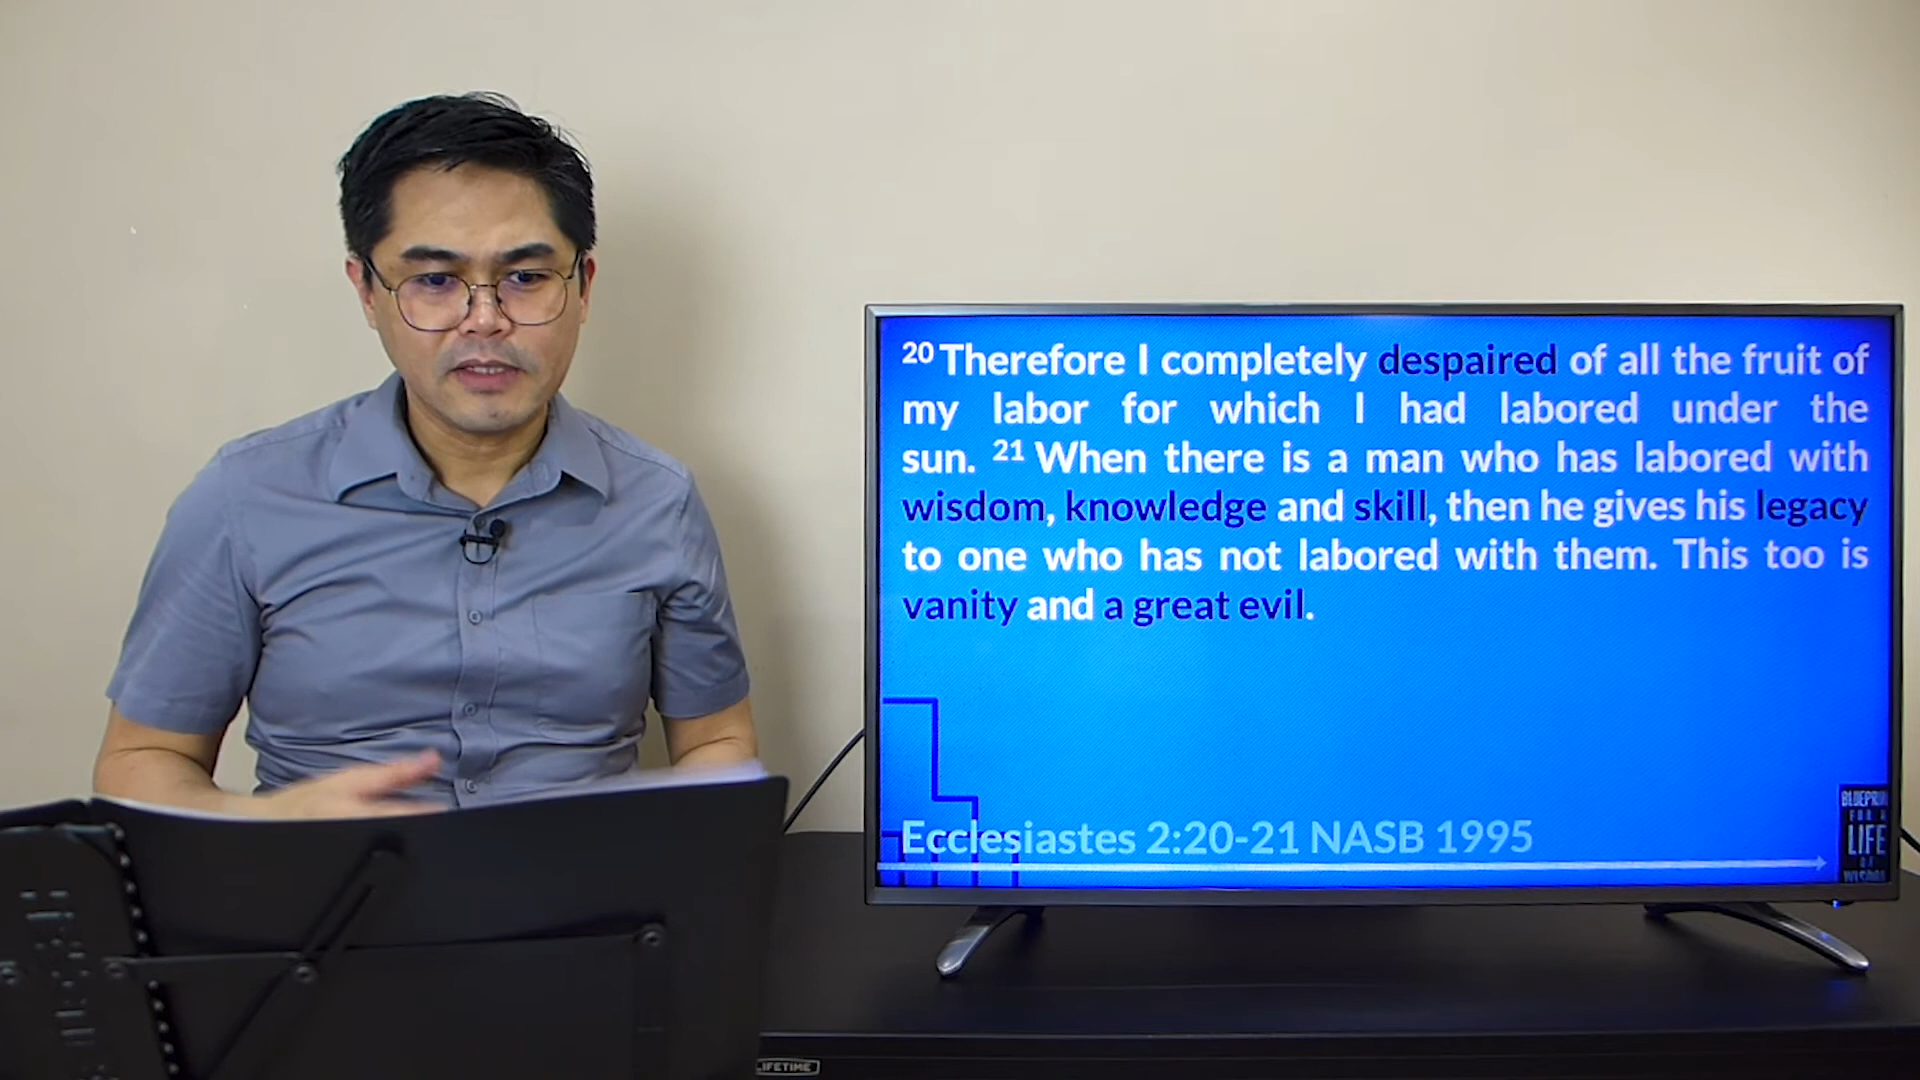 20 Therefore I completely despaired of all the fruit of
my labor for which I had labored under the
sun. 21 When there is a man who has labored with
wisdom, knowledge and skill, then he gives his legacy
to one who has not labored with them. This too is
vanity and a great evil.
Ecclesiastes 2:20-21 NASB 1995
FOR A
LIFE
OF
LIFETIME